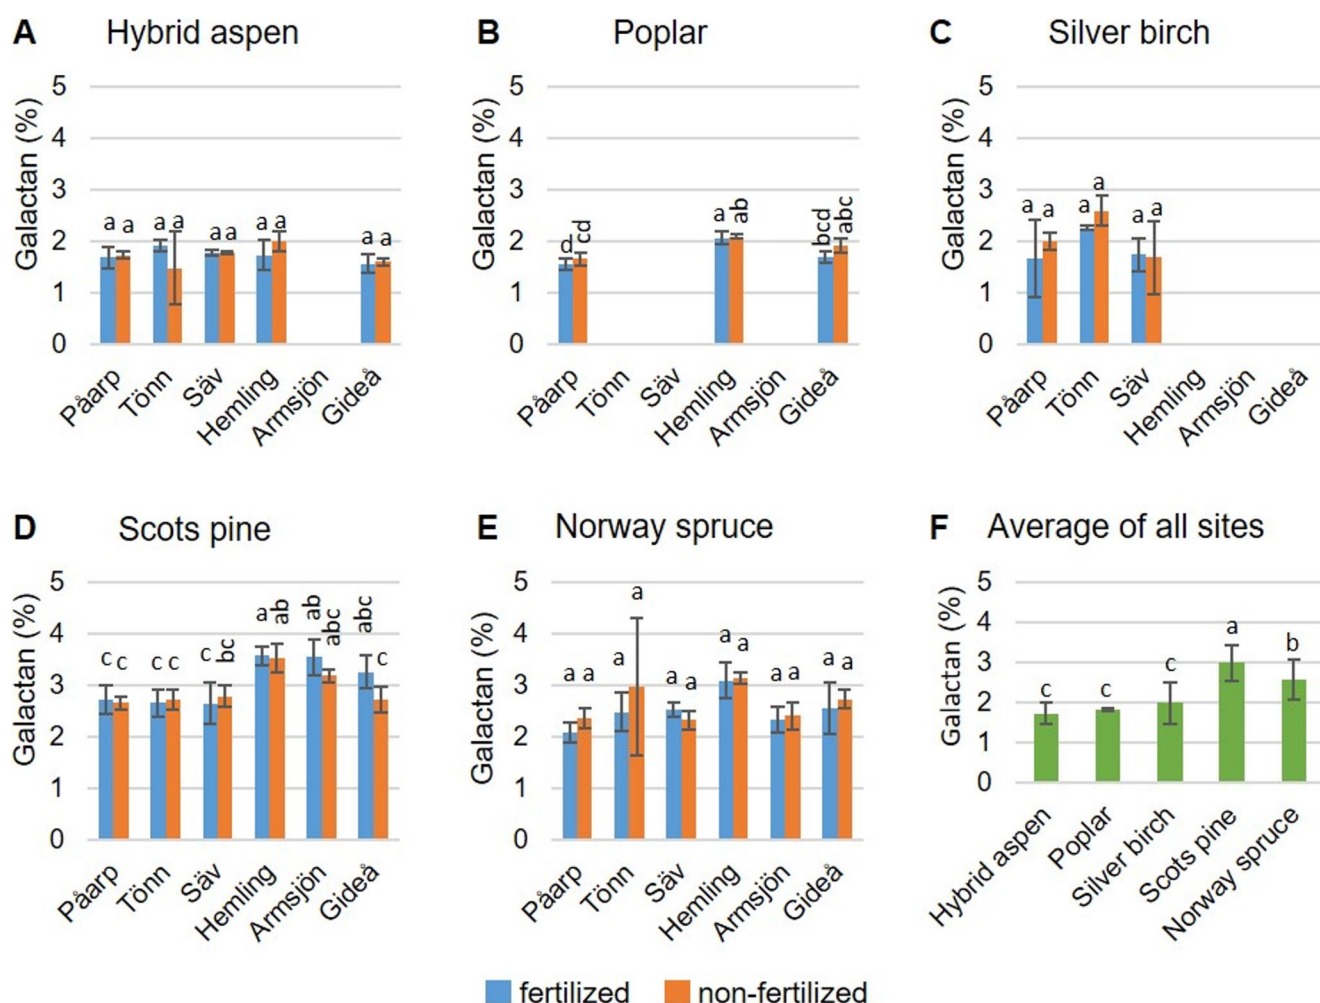 A Hybrid aspen
Galactan (%)
5
4
3
2
1
0
a a a a a a a a a a
Påarp Tönn Säv Hemling Armsjön Gideå
B Poplar
Galactan (%)
5
4
3
2
1
0
d cd a ab bcd abc
Påarp Tönn Säv Hemling Armsjön Gideå
C Silver birch
Galactan (%)
5
4
3
2
1
0
a a a a a a
Påarp Tönn Säv Hemling Armsjön Gideå
D Scots pine
Galactan (%)
5
4
3
2
1
0
c c c c c bc a ab ab abc abc c
Påarp Tönn Säv Hemling Armsjön Gideå
E Norway spruce
Galactan (%)
5
4
3
2
1
0
a a a a a a a a a a a a
Påarp Tönn Säv Hemling Armsjön Gideå
F Average of all sites
Galactan (%)
5
4
3
2
1
0
c c c a b
Hybrid aspen Poplar Silver birch Scots pine Norway spruce
fertilized non-fertilized